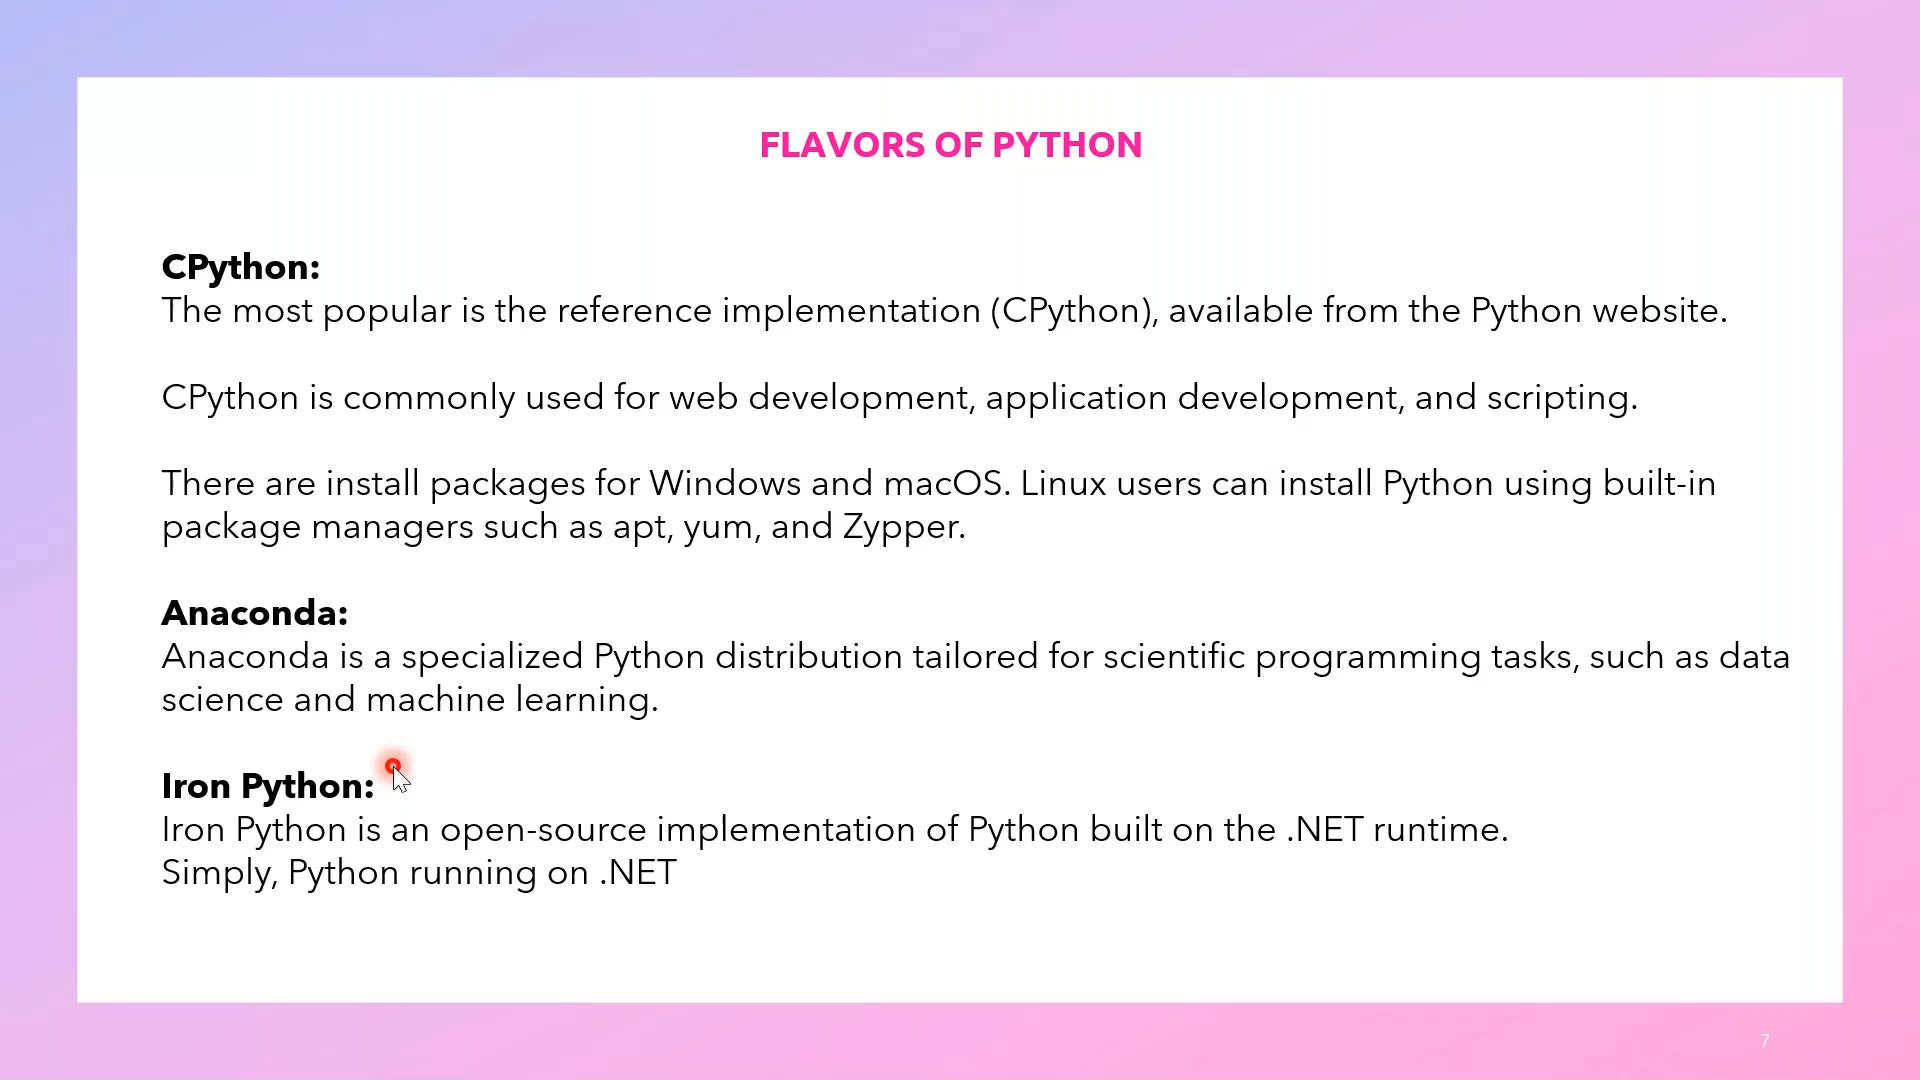 FLAVORS OF PYTHON
CPython:
The most popular is the reference implementation (CPython), available from the Python website.
CPython is commonly used for web development, application development, and scripting.
There are install packages for Windows and macOS. Linux users can install Python using built-in
package managers such as apt, yum, and Zypper.
Anaconda:
Anaconda is a specialized Python distribution tailored for scientific programming tasks, such as data
science and machine learning.
Iron Python:
Iron Python is an open-source implementation of Python built on the .NET runtime.
Simply, Python running on .NET
7